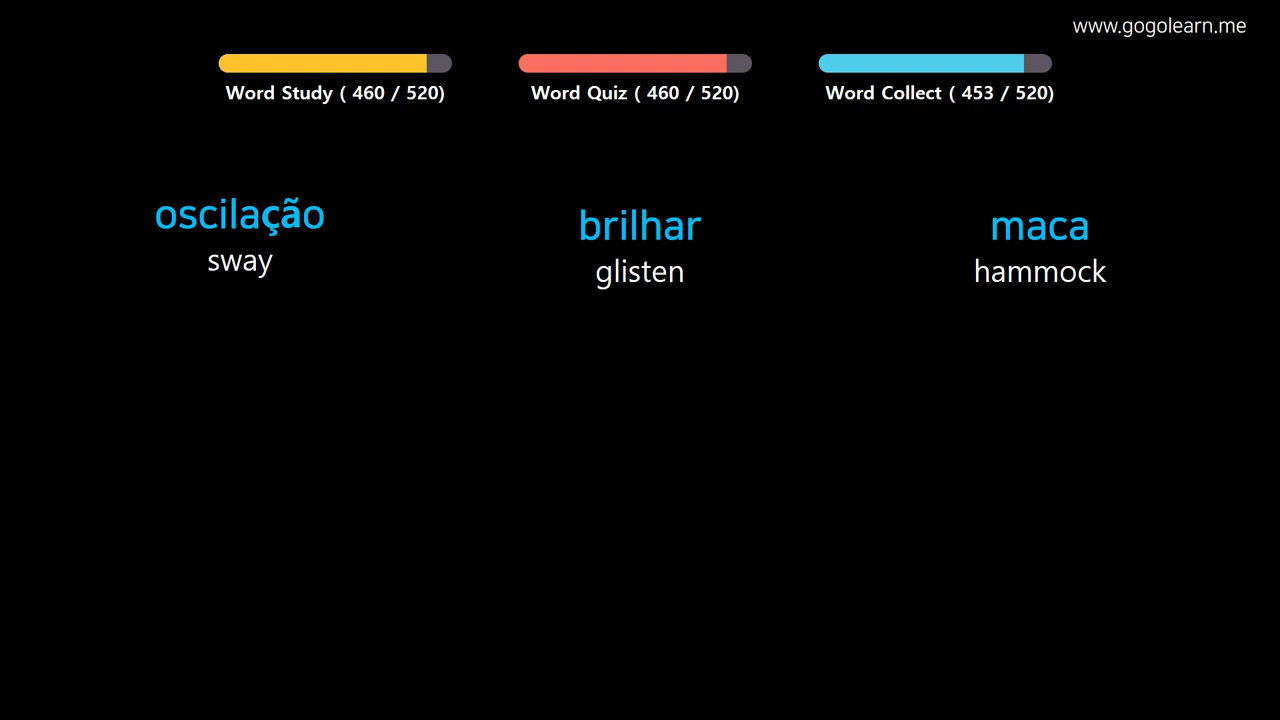 www.gogolearn.me
Word Study ( 460 / 520)
Word Quiz ( 460 / 520)
Word Collect ( 453 / 520)
oscilação
sway
brilhar
glisten
maca
hammock